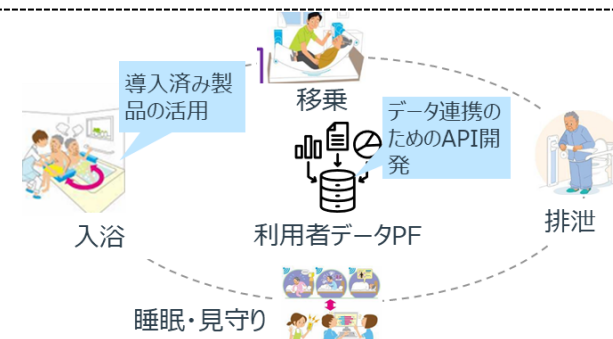 導入済み製
品の活用
移乗
データ連携の
ためのAPI開
発
入浴
利用者データPF
排泄
睡眠・見守り